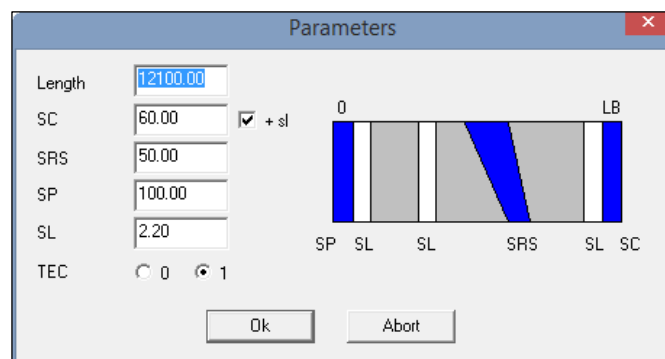 Parameters
Length 12100.00
SC 60.00 + sl
SRS 50.00
SP 100.00
SL 2.20
TEC 0 1
0 LB
SP SL SL SRS SL SC
Ok Abort